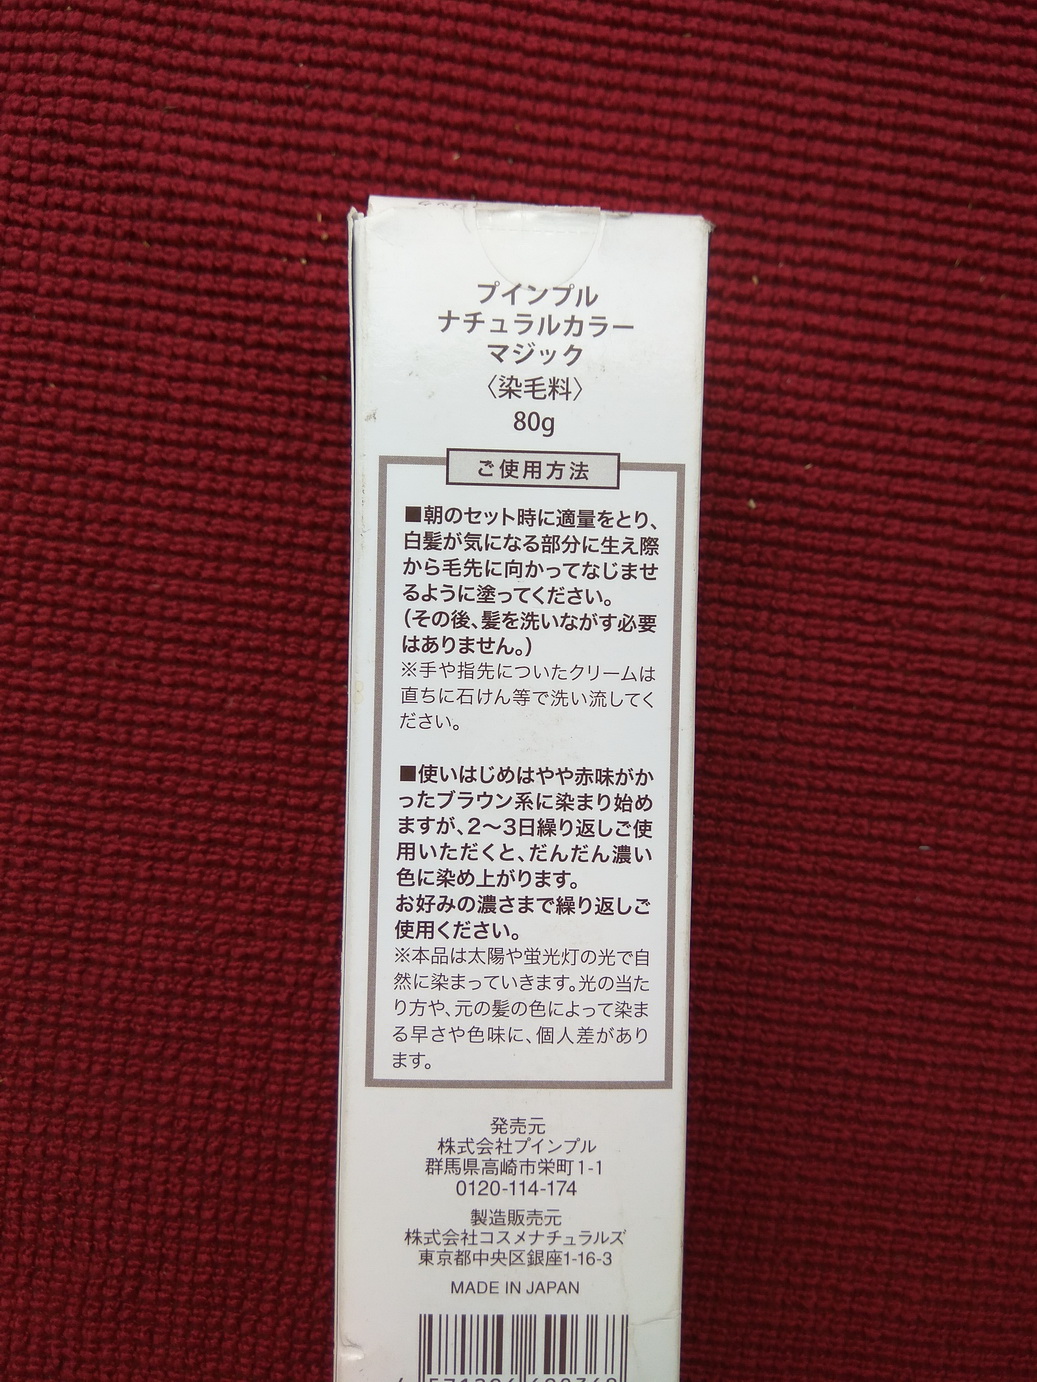 プインプル
ナチュラルカラー
マジック
〈染毛料〉
80g
ご使用方法
■朝のセット時に適量をとり、
白髪が気になる部分に生え際
から毛先に向かってなじませ
るように塗ってください。
(その後、髪を洗いながす必要
はありません。)
※手や指先についたクリームは
直ちに石けん等で洗い流してく
ださい。
■使いはじめはやや赤味がか
ったブラウン系に染まり始め
ますが、2〜3日繰り返しご使
用いただくと、だんだん濃い
色に染め上がります。
お好みの濃さまで繰り返しご
使用ください。
※本品は太陽や蛍光灯の光で自
然に染まっていきます。光の当た
り方や、元の髪の色によって染ま
る早さや色味に、個人差があり
ます。
発売元
株式会社プインプル
群馬県高崎市栄町1-1
0120-114-174
製造販売元
株式会社コスメナチュラルズ
東京都中央区銀座1-16-3
MADE IN JAPAN